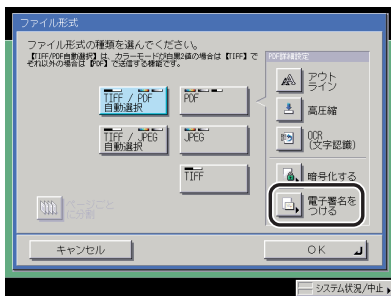 ファイル形式
ファイル形式の種類を選んでください。
【TIFF/PDF自動選択】は、カラーモードが白黒2値の場合は【TIFF】で
それ以外の場合は【PDF】で送信する機能です。
PDF詳細設定
TIFF / PDF
自動選択
PDF
アウト
ライン
高圧縮
TIFF / JPEG
自動選択
JPEG
OCR
(文字認識)
TIFF
暗号化する
ページごと
に分割
電子署名を
つける
キャンセル
OK
システム状況/中止